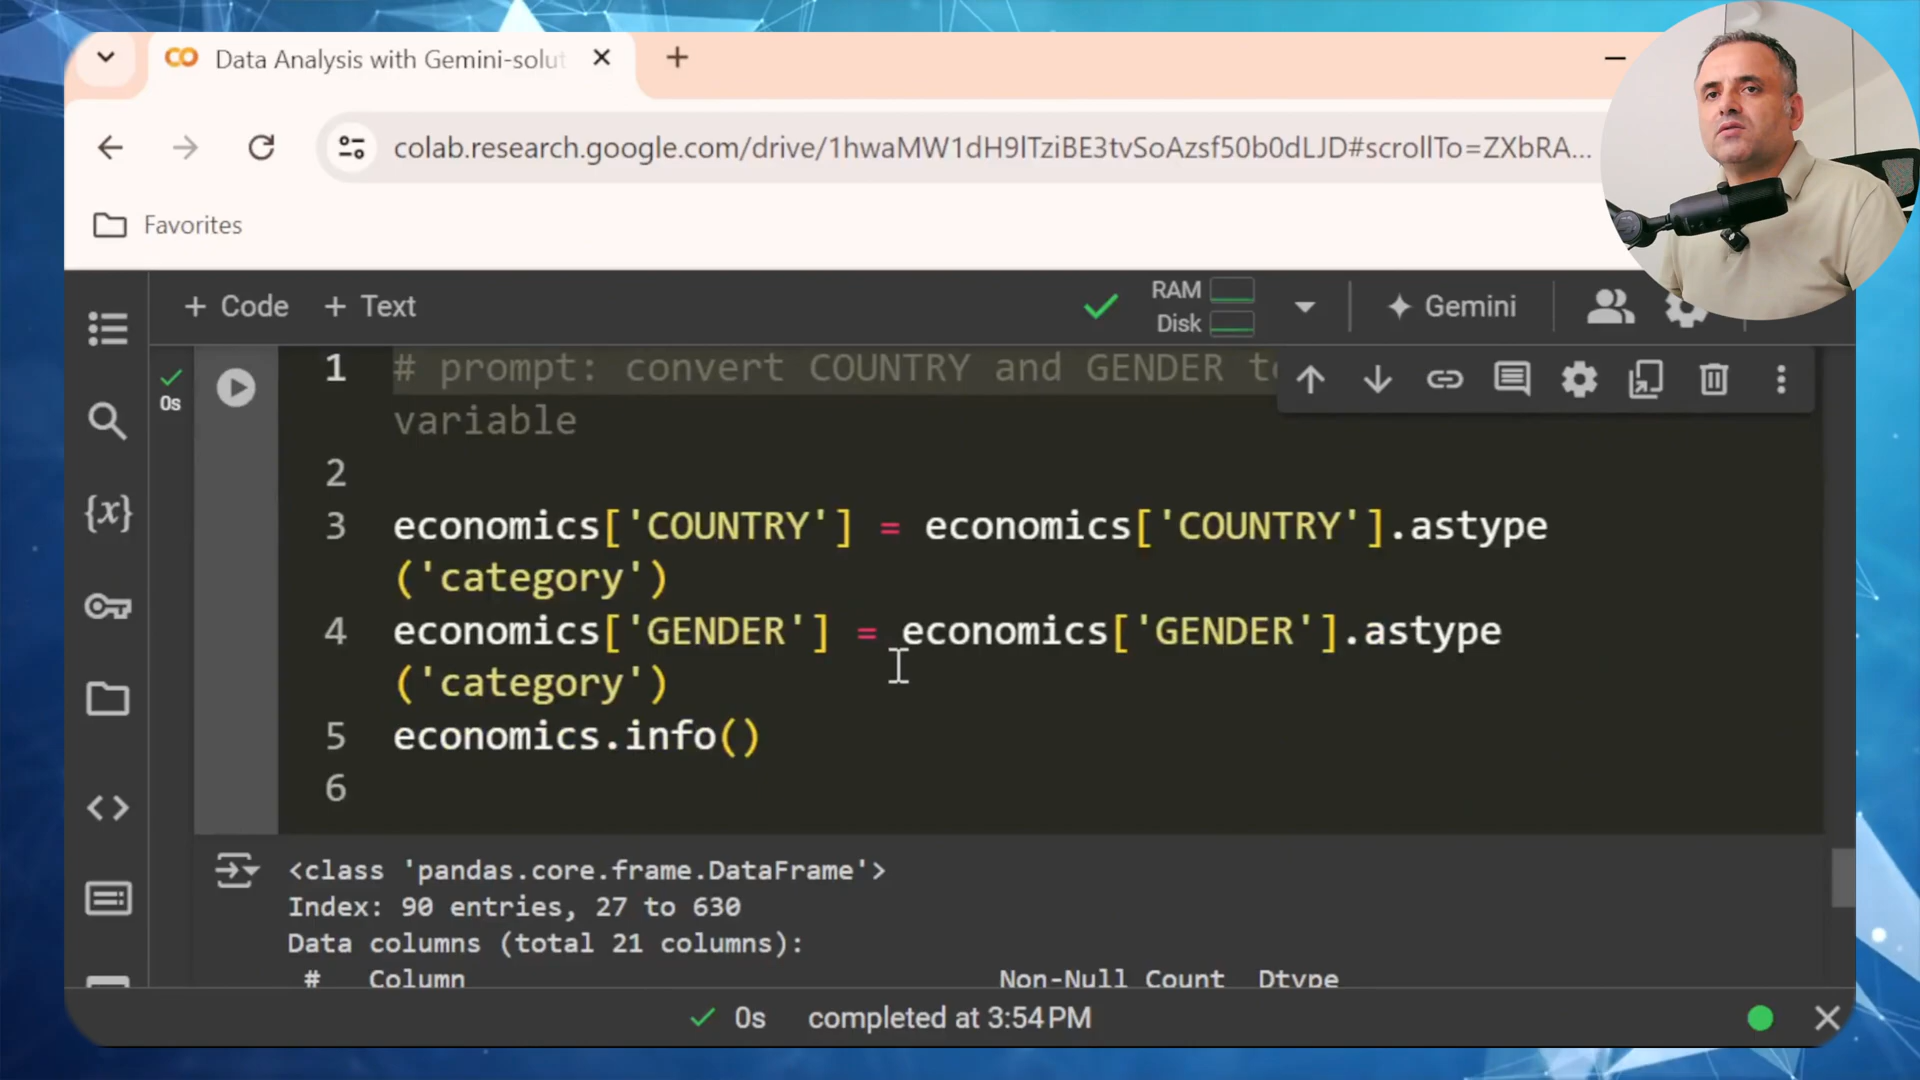 Data Analysis with Gemini-solut
colab.research.google.com/drive/1hwaMW1dH9lTziBE3tvSoAzsf50b0dLJD#scrollTo=ZXbRA...
Favorites
+ Code + Text
RAM
Disk
Gemini
0s
1 # prompt: convert COUNTRY and GENDER
variable
2
3 economics['COUNTRY'] = economics['COUNTRY'].astype
('category')
4 economics['GENDER'] = economics['GENDER'].astype
('category')
5 economics.info()
6
<class 'pandas.core.frame.DataFrame'>
Index: 90 entries, 27 to 630
Data columns (total 21 columns):
# Column Non-Null Count Dtype
0s completed at 3:54 PM